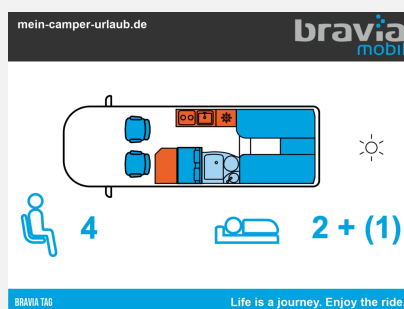 mein-camper-urlaub.de
bravia
mobil
4
2 + (1)
BRAVIA TAG
Life is a journey. Enjoy the ride.